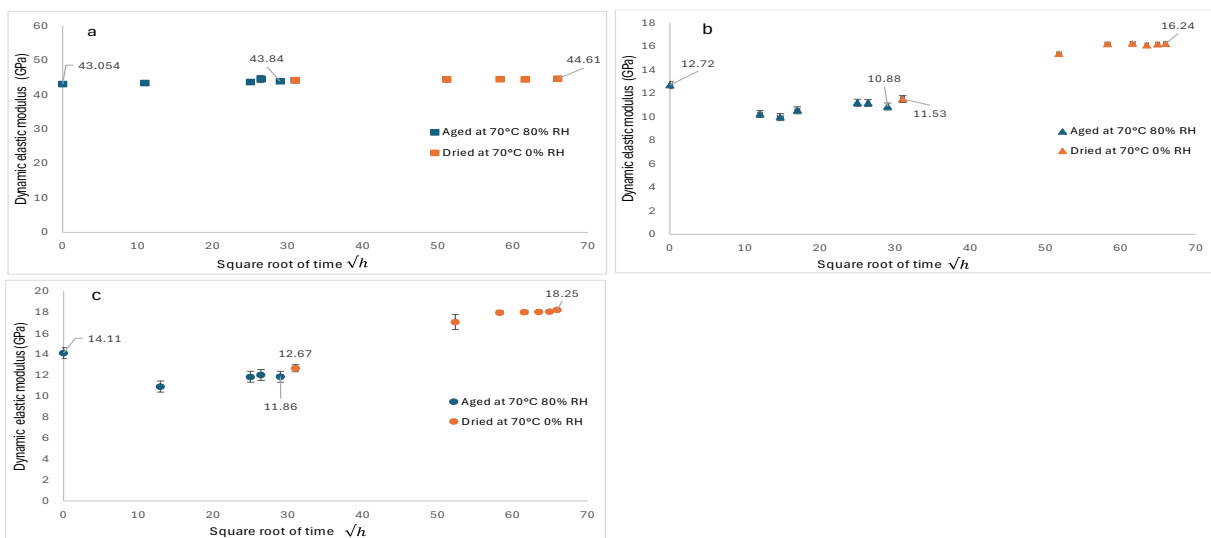 a
Dynamic elastic modulus (GPa)
60
50
40
30
20
10
0
43.054
43.84
44.61
Aged at 70°C 80% RH
Dried at 70°C 0% RH
0 10 20 30 40 50 60 70
Square root of time √h
b
Dynamic elastic modulus (GPa)
18
16
14
12
10
8
6
4
2
0
12.72
10.88
11.53
16.24
Aged at 70°C 80% RH
Dried at 70°C 0% RH
0 10 20 30 40 50 60 70
Square root of time √h
c
Dynamic elastic modulus (GPa)
20
18
16
14
12
10
8
6
4
2
0
14.11
12.67
11.86
18.25
Aged at 70°C 80% RH
Dried at 70°C 0% RH
0 10 20 30 40 50 60 70
Square root of time √h